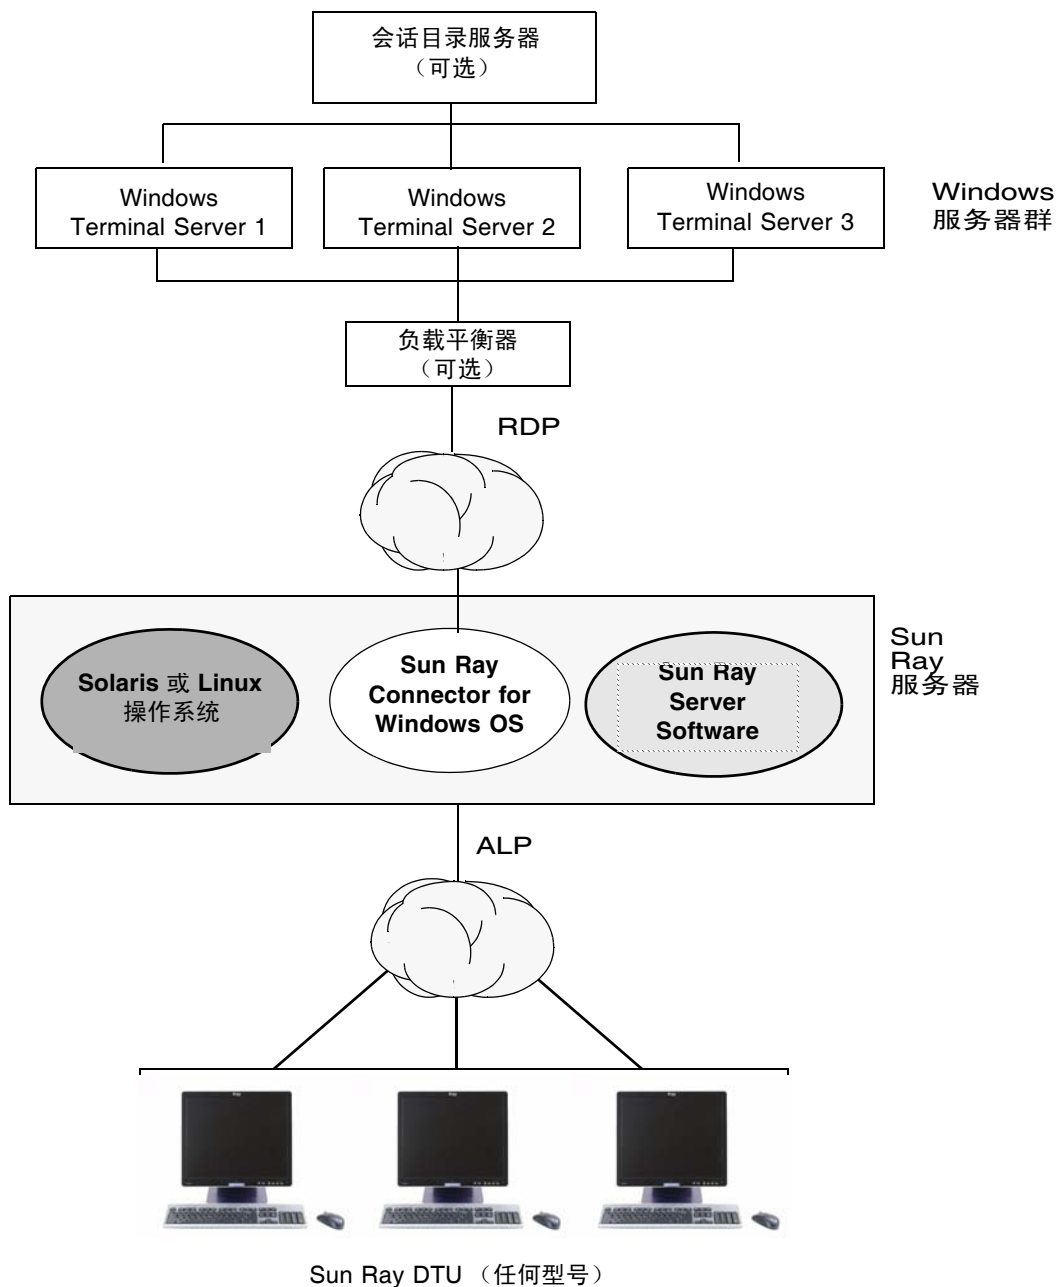 会话目录服务器
（可选）
Windows
Terminal Server 1
Windows
Terminal Server 2
Windows
Terminal Server 3
Windows
服务器群
负载平衡器
（可选）
RDP
Solaris 或 Linux
操作系统
Sun Ray
Connector for
Windows OS
Sun Ray
Server
Software
Sun
Ray
服务器
ALP
Sun Ray DTU （任何型号）